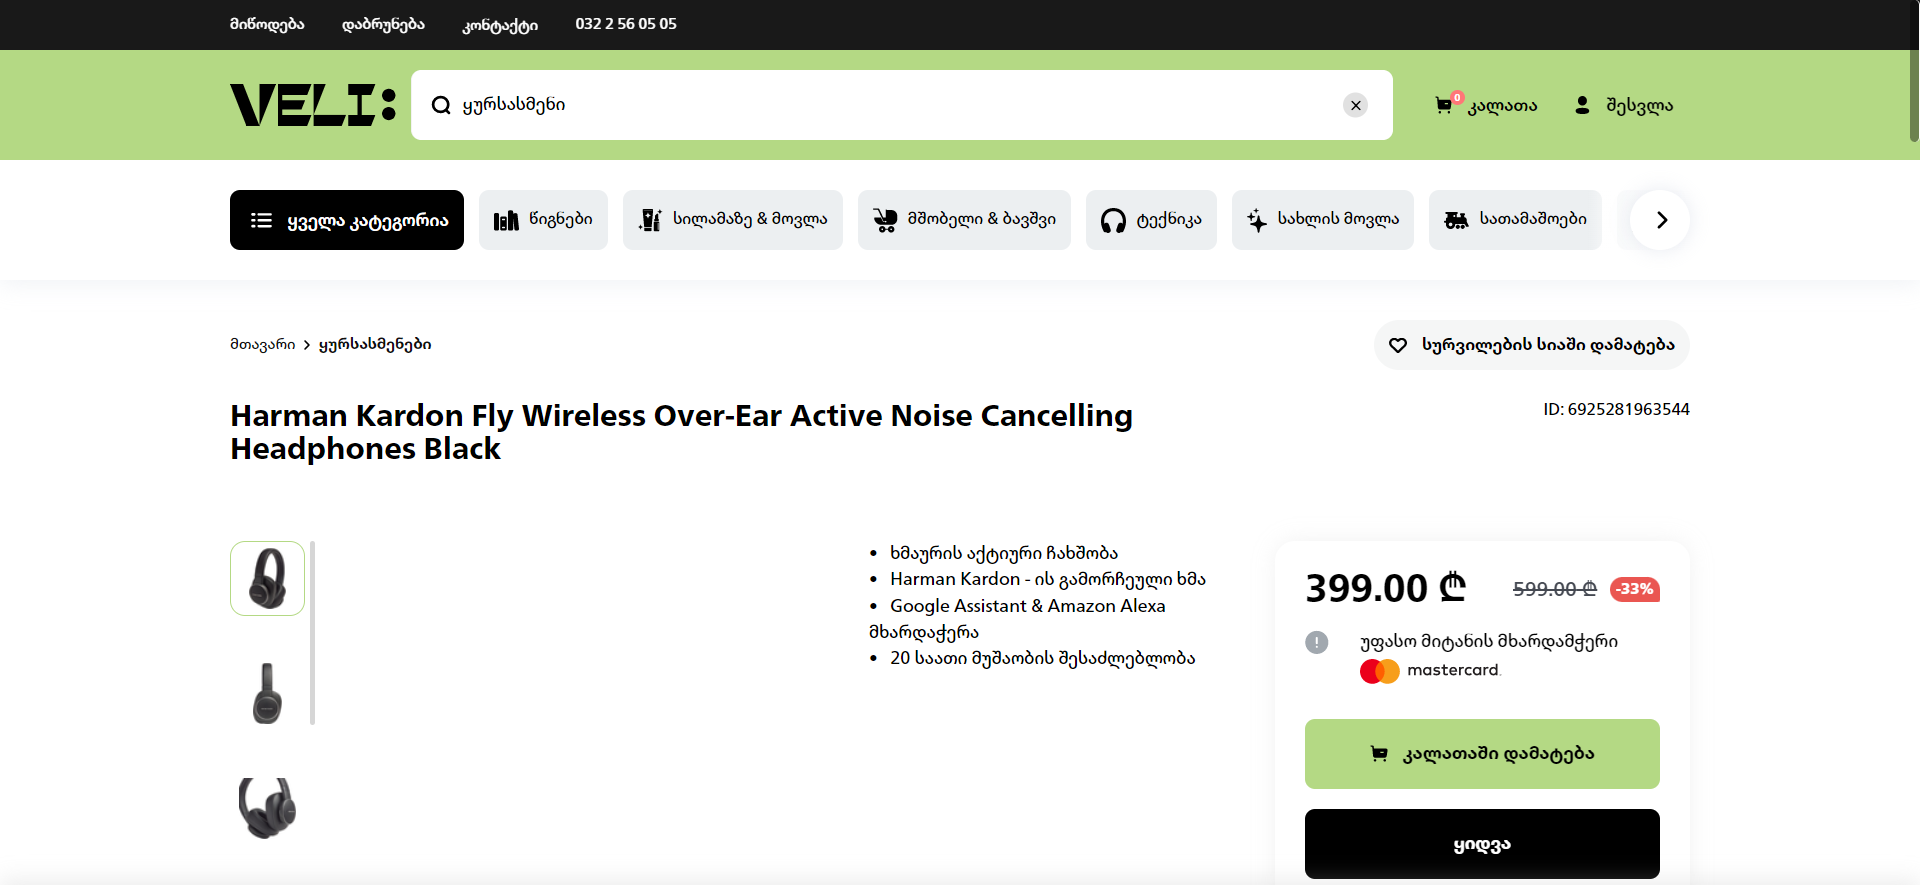 მიწოდება დაბრუნება კონტაქტი 032 2 56 05 05
VELI:
ყურსასმენი
0 კალათა
შესვლა
ყველა კატეგორია
წიგნები
სილამაზე & მოვლა
მშობელი & ბავშვი
ტექნიკა
სახლის მოვლა
სათამაშოები
მთავარი > ყურსასმენები
სურვილების სიაში დამატება
Harman Kardon Fly Wireless Over-Ear Active Noise Cancelling
Headphones Black
ID: 6925281963544
• ხმაურის აქტიური ჩახშობა
• Harman Kardon - ის გამორჩეული ხმა
• Google Assistant & Amazon Alexa
მხარდაჭერა
• 20 საათი მუშაობის შესაძლებლობა
399.00 ₾ 599.00 ₾ -33%
უფასო მიტანის მხარდამჭერი
mastercard.
კალათაში დამატება
ყიდვა